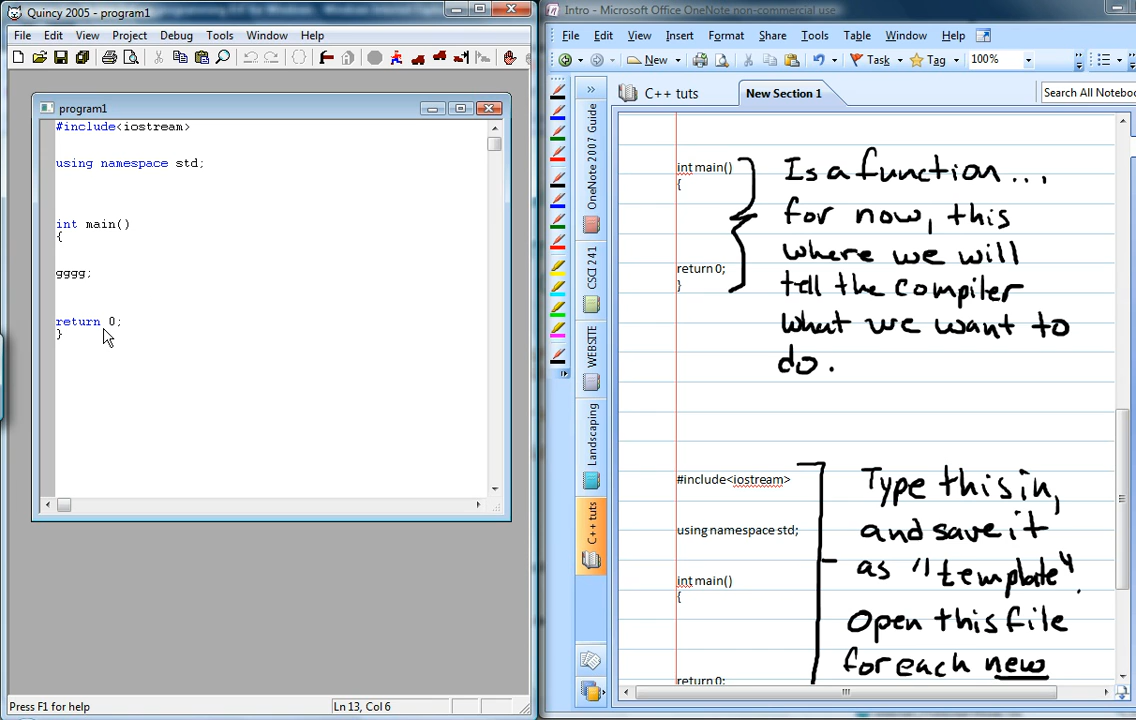 Quincy 2005 - program1
File Edit View Project Debug Tools Window Help
program1
#include<iostream>
using namespace std;
int main()
{
gggg;
return 0;
}
Press F1 for help
Ln 13, Col 6
Intro - Microsoft Office OneNote non-commercial use
File Edit View Insert Format Share Tools Table Window Help
New Task Tag 100%
C++ tuts New Section 1 Search All Notebo
OneNote 2007 Guide
CSCI 241
WEBSITE
Landscaping
C++ tuts
int main()
{
return 0;
}
Is a function...
for now, this
where we will
tell the compiler
what we want to
do.
#include<iostream>
using namespace std;
int main()
{
return 0;
Type this in,
and save it
as "template".
Open this file
for each new